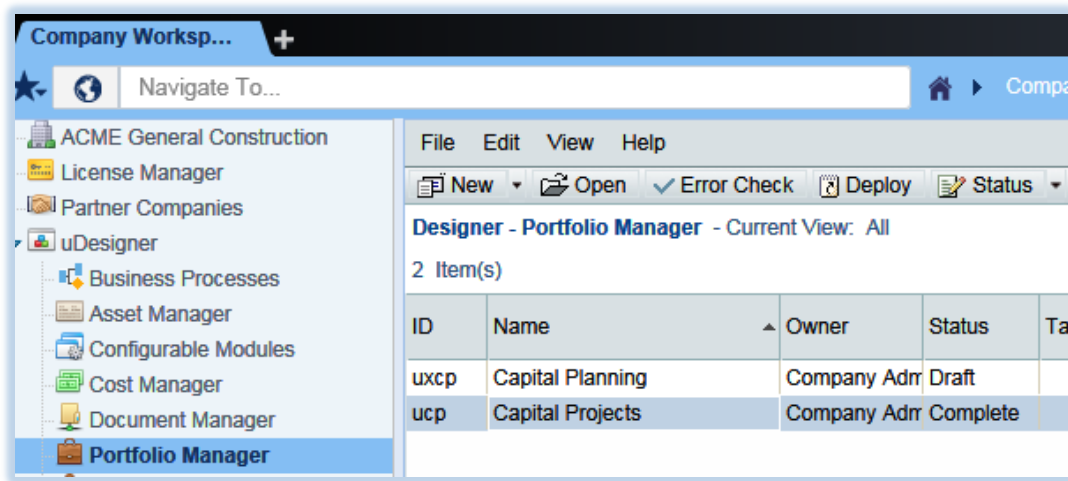 Company Worksp...
Navigate To...
Compa
ACME General Construction
License Manager
Partner Companies
uDesigner
Business Processes
Asset Manager
Configurable Modules
Cost Manager
Document Manager
Portfolio Manager
File Edit View Help
New Open Error Check Deploy Status
Designer - Portfolio Manager - Current View: All
2 Item(s)
ID Name Owner Status Ta
uxcp Capital Planning Company Adm Draft
ucp Capital Projects Company Adm Complete